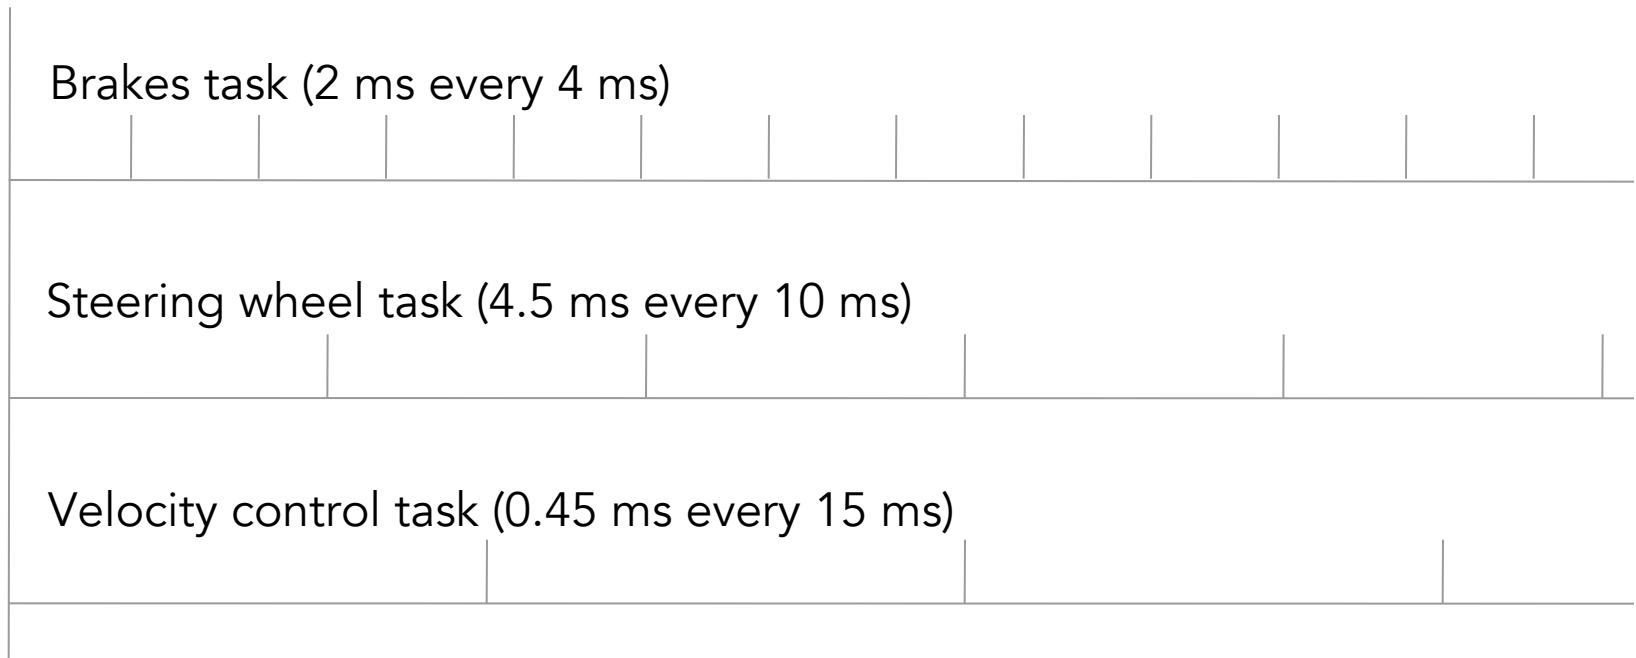 Brakes task (2 ms every 4 ms)
Steering wheel task (4.5 ms every 10 ms)
Velocity control task (0.45 ms every 15 ms)